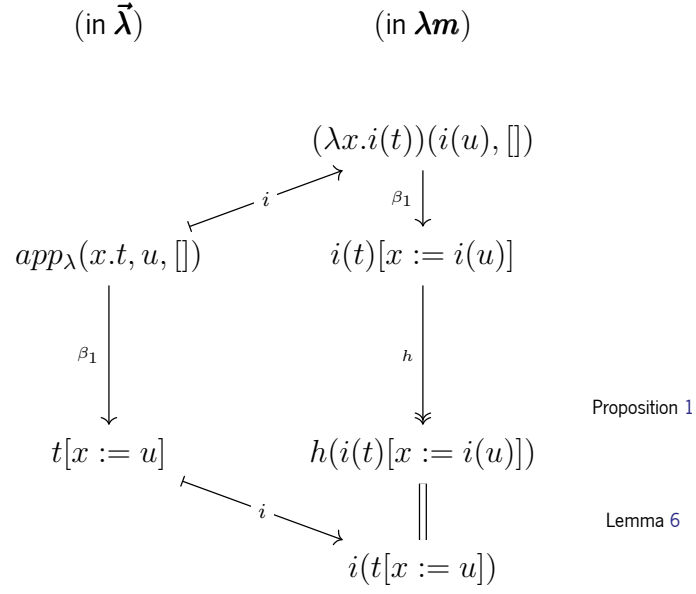 (in λ⃗) (in λm)
(λx.i(t))(i(u), [])
i
β₁
app_λ(x.t, u, []) i(t)[x := i(u)]
β₁ h
Proposition 1
t[x := u] h(i(t)[x := i(u)])
i
Lemma 6
i(t[x := u])